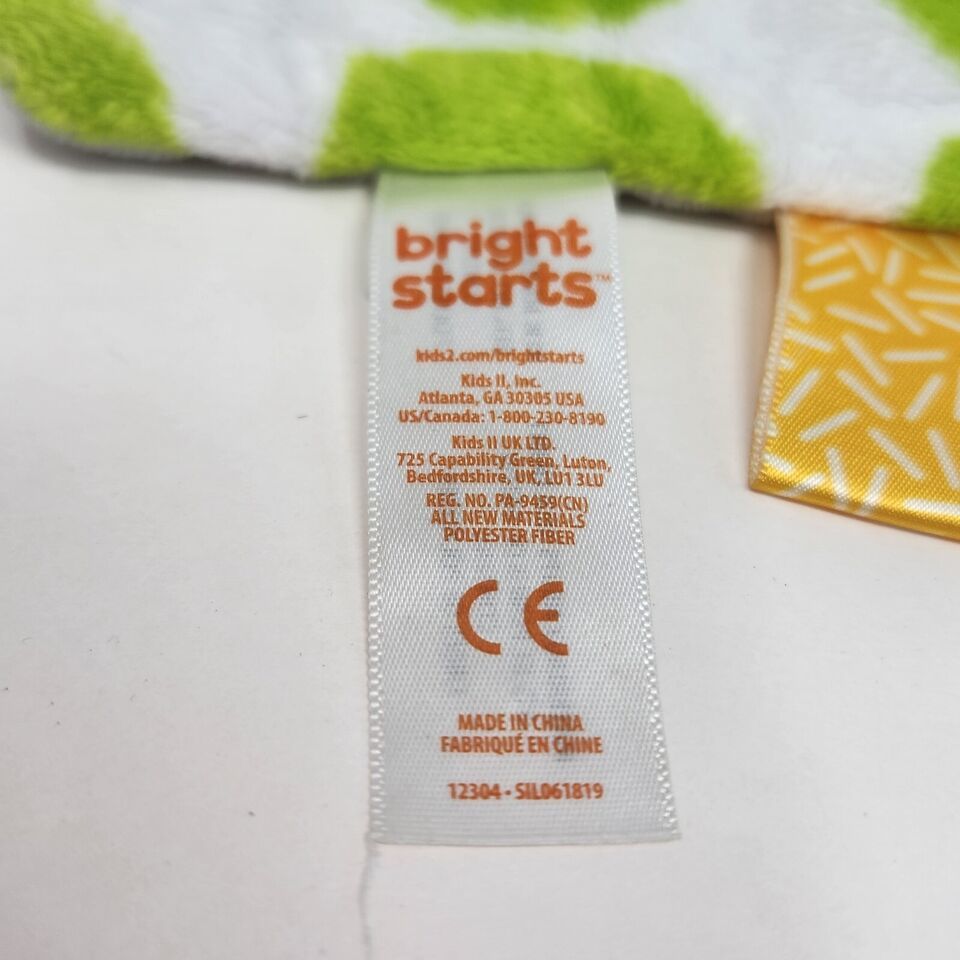 bright
starts™
kids2.com/brightstarts
Kids II, Inc.
Atlanta, GA 30305 USA
US/Canada: 1-800-230-8190
Kids II UK LTD.
725 Capability Green, Luton,
Bedfordshire, UK, LU1 3LU
REG. NO. PA-9459(CN)
ALL NEW MATERIALS
POLYESTER FIBER
CE
MADE IN CHINA
FABRIQUÉ EN CHINE
12304 - SIL061819